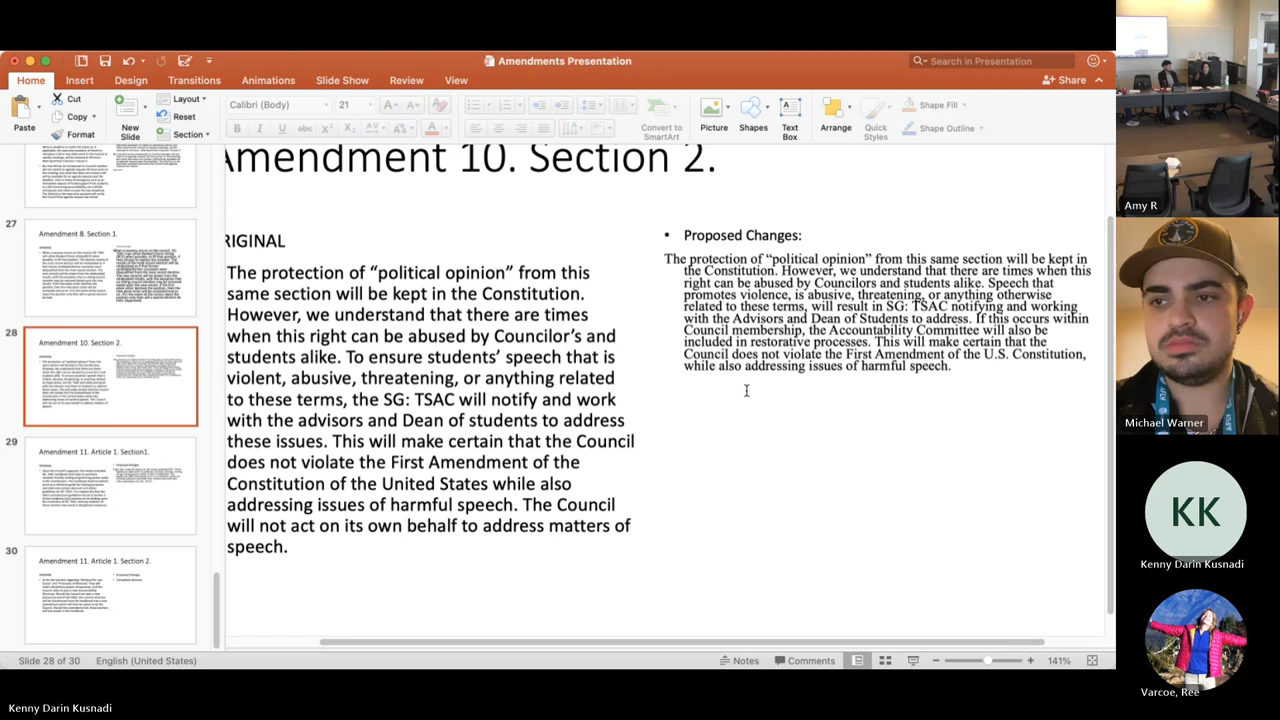 Amendments Presentation
Search in Presentation
Home Insert Design Transitions Animations Slide Show Review View
Share
Paste
Cut
Copy
Format
New Slide
Layout
Reset
Section
Calibri (Body) 21
Convert to SmartArt
Picture
Shapes
Text Box
Arrange
Quick Styles
Shape Fill
Shape Outline
27
Amendment 8. Section 1.
28
Amendment 10. Section 2.
29
Amendment 11. Article 1. Section1.
30
Amendment 11. Article 1. Section 2.
Amendment 10. Section 2.
RIGINAL
The protection of “political opinion” from this
same section will be kept in the Constitution.
However, we understand that there are times
when this right can be abused by Councilor’s and
students alike. To ensure students’ speech that is
violent, abusive, threatening, or anything related
to these terms, the SG: TSAC will notify and work
with the advisors and Dean of students to address
these issues. This will make certain that the Council
does not violate the First Amendment of the
Constitution of the United States while also
addressing issues of harmful speech. The Council
will not act on its own behalf to address matters of
speech.
• Proposed Changes:
The protection of “political opinion” from this same section will be kept in
the Constitution. However, we understand that there are times when this
right can be abused by Councilors and students alike. Speech that
promotes violence, is abusive, threatening, or anything otherwise
related to these terms, will result in SG: TSAC notifying and working
with the Advisors and Dean of Students to address. If this occurs within
Council membership, the Accountability Committee will also be
included in restorative processes. This will make certain that the
Council does not violate the First Amendment of the U.S. Constitution,
while also addressing issues of harmful speech.
Slide 28 of 30 English (United States)
Notes Comments 141%
Amy R
Michael Warner
KK
Kenny Darin Kusnadi
Varcoe, Ree
Kenny Darin Kusnadi